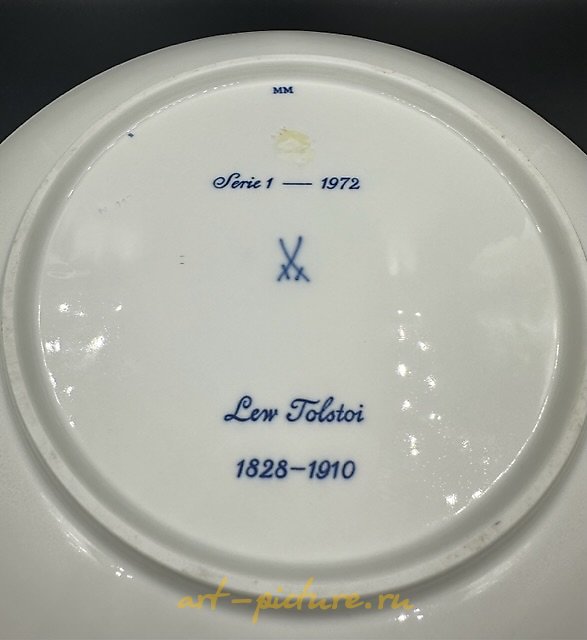 MM
Serie 1 — 1972
Lew Tolstoi
1828–1910
art-picture.ru